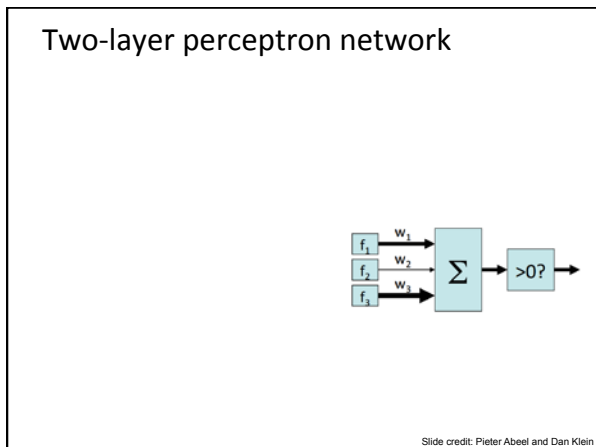 Two-layer perceptron network
w₁
f₁
w₂
f₂
w₃
f₃
Σ
>0?
Slide credit: Pieter Abeel and Dan Klein